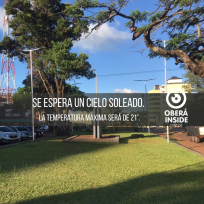 SE ESPERA UN CIELO SOLEADO.
LA TEMPERATURA MÁXIMA SERÁ DE 21°.
OBERÁ
INSIDE